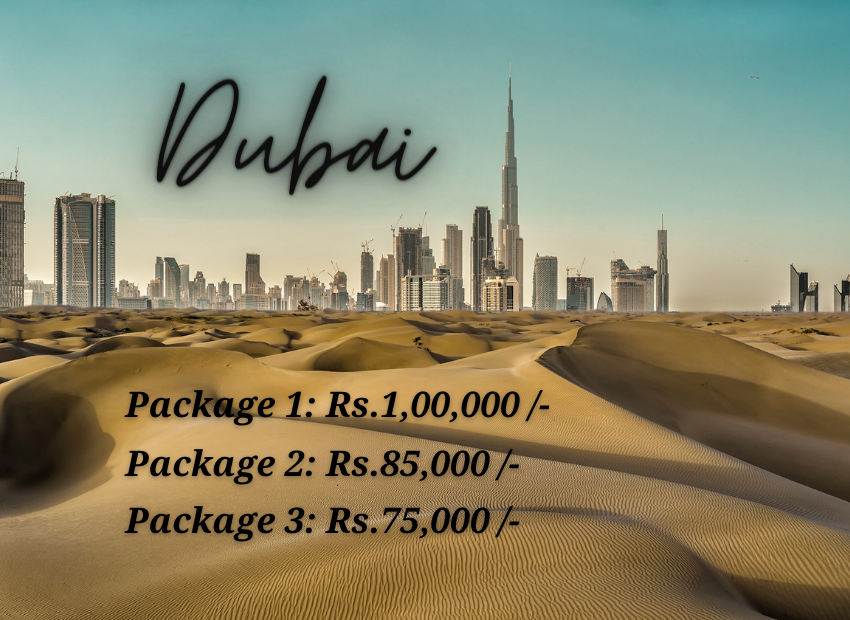 Dubai
Package 1: Rs.1,00,000 /-
Package 2: Rs.85,000 /-
Package 3: Rs.75,000 /-